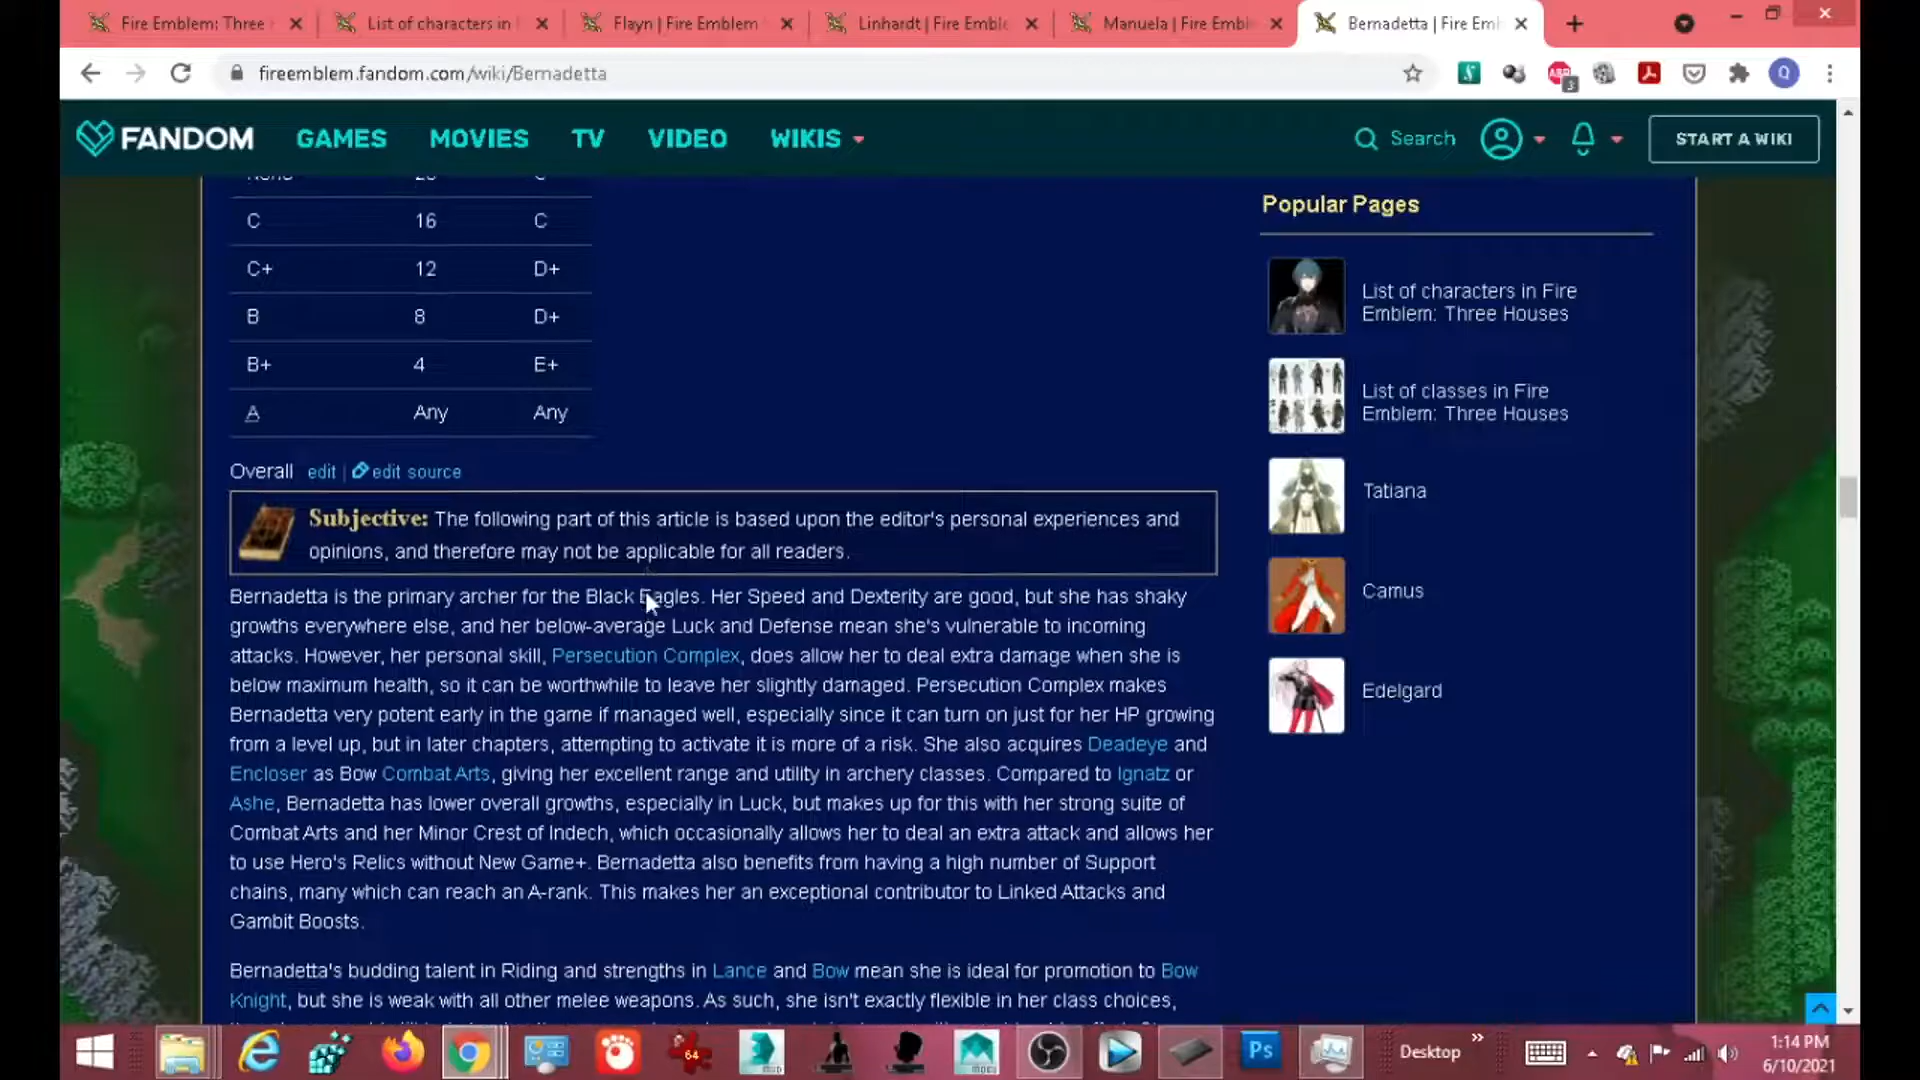 Fire Emblem: Three
List of characters in
Flayn | Fire Emblem
Linhardt | Fire Emble
Manuela | Fire Embl
Bernadetta | Fire Em
fireemblem.fandom.com/wiki/Bernadetta
FANDOM GAMES MOVIES TV VIDEO WIKIS Search START A WIKI
C 16 C
C+ 12 D+
B 8 D+
B+ 4 E+
A Any Any
Overall edit | edit source
Subjective: The following part of this article is based upon the editor's personal experiences and
opinions, and therefore may not be applicable for all readers.
Bernadetta is the primary archer for the Black Eagles. Her Speed and Dexterity are good, but she has shaky
growths everywhere else, and her below-average Luck and Defense mean she's vulnerable to incoming
attacks. However, her personal skill, Persecution Complex, does allow her to deal extra damage when she is
below maximum health, so it can be worthwhile to leave her slightly damaged. Persecution Complex makes
Bernadetta very potent early in the game if managed well, especially since it can turn on just for her HP growing
from a level up, but in later chapters, attempting to activate it is more of a risk. She also acquires Deadeye and
Encloser as Bow Combat Arts, giving her excellent range and utility in archery classes. Compared to Ignatz or
Ashe, Bernadetta has lower overall growths, especially in Luck, but makes up for this with her strong suite of
Combat Arts and her Minor Crest of Indech, which occasionally allows her to deal an extra attack and allows her
to use Hero's Relics without New Game+. Bernadetta also benefits from having a high number of Support
chains, many which can reach an A-rank. This makes her an exceptional contributor to Linked Attacks and
Gambit Boosts.
Bernadetta's budding talent in Riding and strengths in Lance and Bow mean she is ideal for promotion to Bow
Knight, but she is weak with all other melee weapons. As such, she isn't exactly flexible in her class choices,
Popular Pages
List of characters in Fire
Emblem: Three Houses
List of classes in Fire
Emblem: Three Houses
Tatiana
Camus
Edelgard
64
Ps
Desktop
1:14 PM
6/10/2021